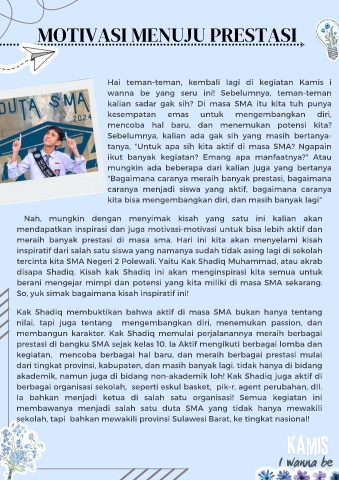 MOTIVASI MENUJU PRESTASI
DUTA SMA
2024
Hai teman-teman, kembali lagi di kegiatan Kamis i
wanna be yang seru ini! Sebelumnya, teman-teman
kalian sadar gak sih? Di masa SMA itu kita tuh punya
kesempatan emas untuk mengembangkan diri,
mencoba hal baru, dan menemukan potensi kita?
Sebelumnya, kalian ada gak sih yang masih bertanya-
tanya, "Untuk apa sih kita aktif di masa SMA? Ngapain
ikut banyak kegiatan? Emang apa manfaatnya?" Atau
mungkin ada beberapa dari kalian juga yang bertanya
"Bagaimana caranya meraih banyak prestasi, bagaimana
caranya menjadi siswa yang aktif, bagaimana caranya
kita bisa mengembangkan diri, dan masih banyak lagi"
Nah, mungkin dengan menyimak kisah yang satu ini kalian akan
mendapatkan inspirasi dan juga motivasi-motivasi untuk bisa lebih aktif dan
meraih banyak prestasi di masa sma. Hari ini kita akan menyelami kisah
inspiratif dari salah satu siswa yang namanya sudah tidak asing lagi di sekolah
tercinta kita SMA Negeri 2 Polewali. Yaitu Kak Shadiq Muhammad, atau akrab
disapa Shadiq. Kisah kak Shadiq ini akan menginspirasi kita semua untuk
berani mengejar mimpi dan potensi yang kita miliki di masa SMA sekarang.
So, yuk simak bagaimana kisah inspiratif ini!
Kak Shadiq membuktikan bahwa aktif di masa SMA bukan hanya tentang
nilai, tapi juga tentang mengembangkan diri, menemukan passion, dan
membangun karakter. Kak Shadiq memulai perjalanannya meraih berbagai
prestasi di bangku SMA sejak kelas 10. Ia Aktif mengikuti berbagai lomba dan
kegiatan, mencoba berbagai hal baru, dan meraih berbagai prestasi mulai
dari tingkat provinsi, kabupaten, dan masih banyak lagi. tidak hanya di bidang
akademik, namun juga di bidang non-akademik loh! Kak Shadiq juga aktif di
berbagai organisasi sekolah, seperti eskul basket, pik-r, agent perubahan, dll.
Ia bahkan menjadi ketua di salah satu organisasi! Semua kegiatan ini
membawanya menjadi salah satu duta SMA yang tidak hanya mewakili
sekolah, tapi bahkan mewakili provinsi Sulawesi Barat, ke tingkat nasional!
KAMIS
I wanna be